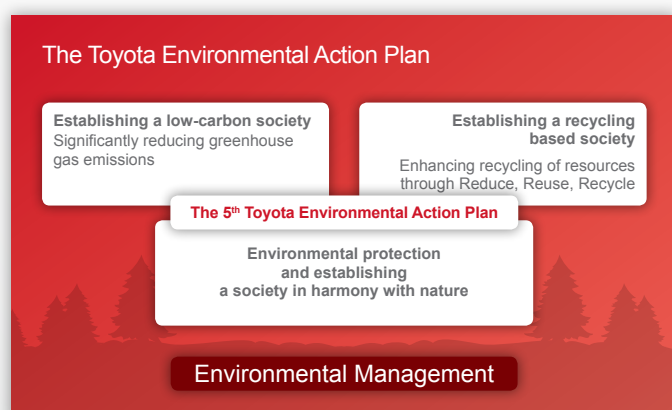 The Toyota Environmental Action Plan
Establishing a low-carbon society
Significantly reducing greenhouse
gas emissions
Establishing a recycling
based society
Enhancing recycling of resources
through Reduce, Reuse, Recycle
The 5th Toyota Environmental Action Plan
Environmental protection
and establishing
a society in harmony with nature
Environmental Management